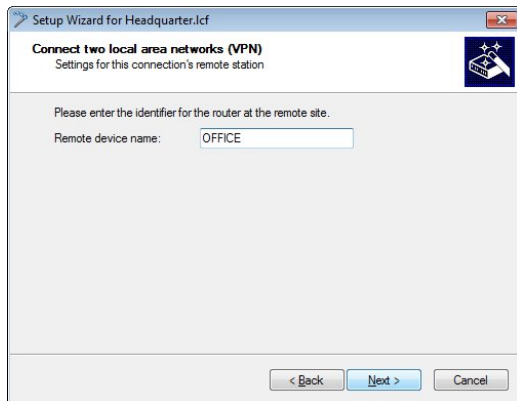 Setup Wizard for Headquarter.lcf
Connect two local area networks (VPN)
Settings for this connection's remote station
Please enter the identifier for the router at the remote site.
Remote device name: OFFICE
< Back Next > Cancel